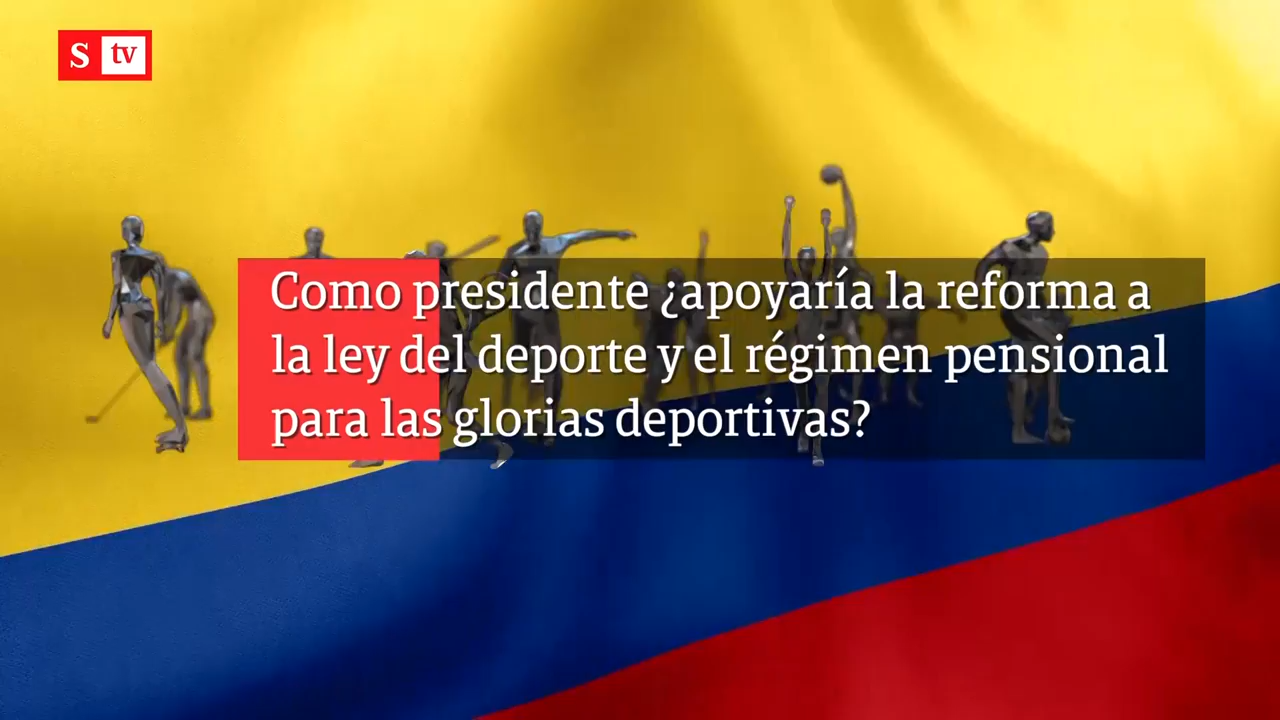 S tv
Como presidente ¿apoyaría la reforma a
la ley del deporte y el régimen pensional
para las glorias deportivas?